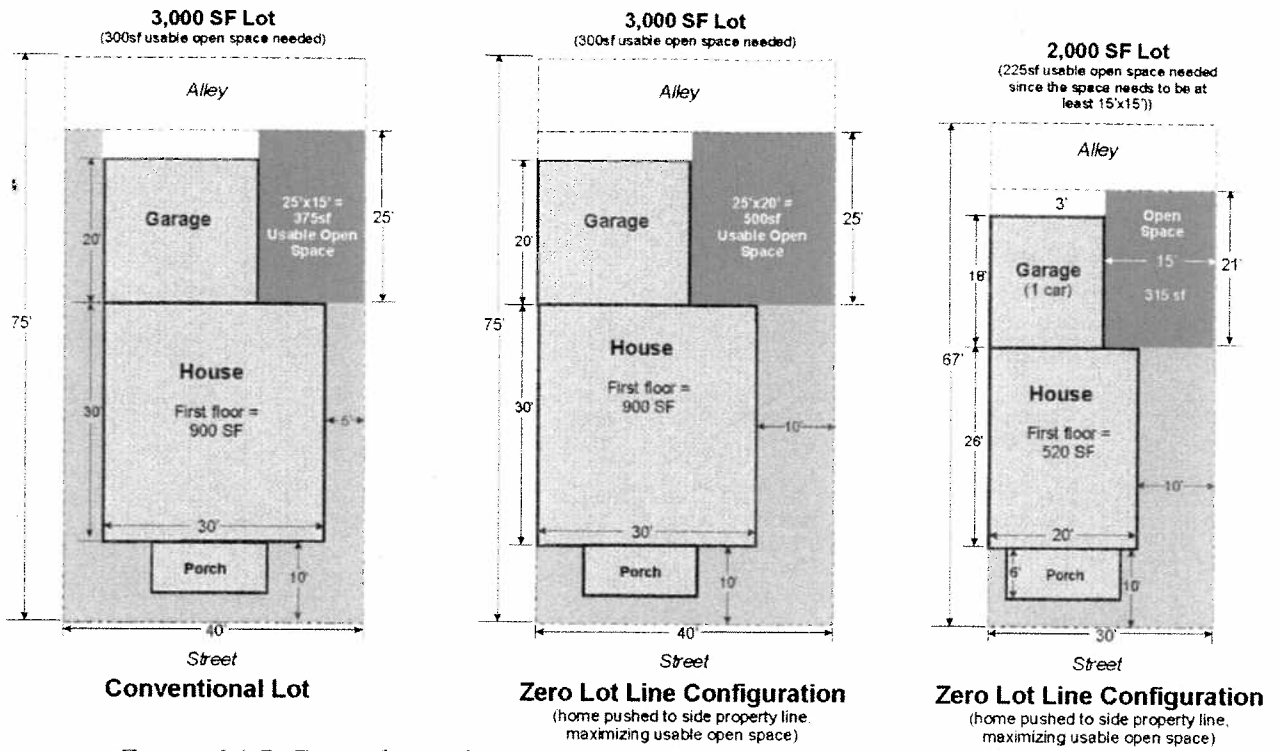 3,000 SF Lot
(300sf usable open space needed)
Alley
Garage
25'x15' =
375sf
Usable Open
Space
20'
25'
75'
House
First floor =
900 SF
30'
5'
30'
Porch
10'
40'
Street
Conventional Lot
3,000 SF Lot
(300sf usable open space needed)
Alley
Garage
25'x20' =
500sf
Usable Open
Space
20'
25'
75'
House
First floor =
900 SF
30'
10'
30'
Porch
10'
40'
Street
Zero Lot Line Configuration
(home pushed to side property line,
maximizing usable open space)
2,000 SF Lot
(225sf usable open space needed
since the space needs to be at
least 15'x15'))
Alley
3'
Open
Space
15'
315 sf
Garage
(1 car)
18'
21'
67'
House
First floor =
520 SF
26'
10'
20'
6'
Porch
10'
30'
Street
Zero Lot Line Configuration
(home pushed to side property line,
maximizing usable open space)